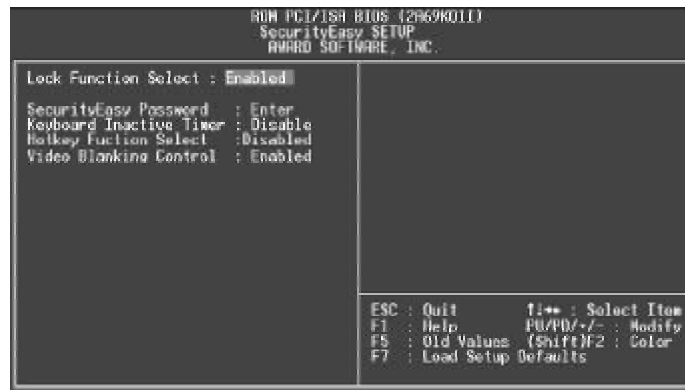 ROM PCI/ISA BIOS (2A69KQ1I)
SecurityEasy SETUP
AWARD SOFTWARE, INC.
Lock Function Select : Enabled
SecurityEasy Password : Enter
Keyboard Inactive Timer : Disable
Hotkey Fuction Select :Disabled
Video Blanking Control : Enabled
ESC : Quit ↑↓→← : Select Item
F1 : Help PU/PD/+/- : Modify
F5 : Old Values (Shift)F2 : Color
F7 : Load Setup Defaults